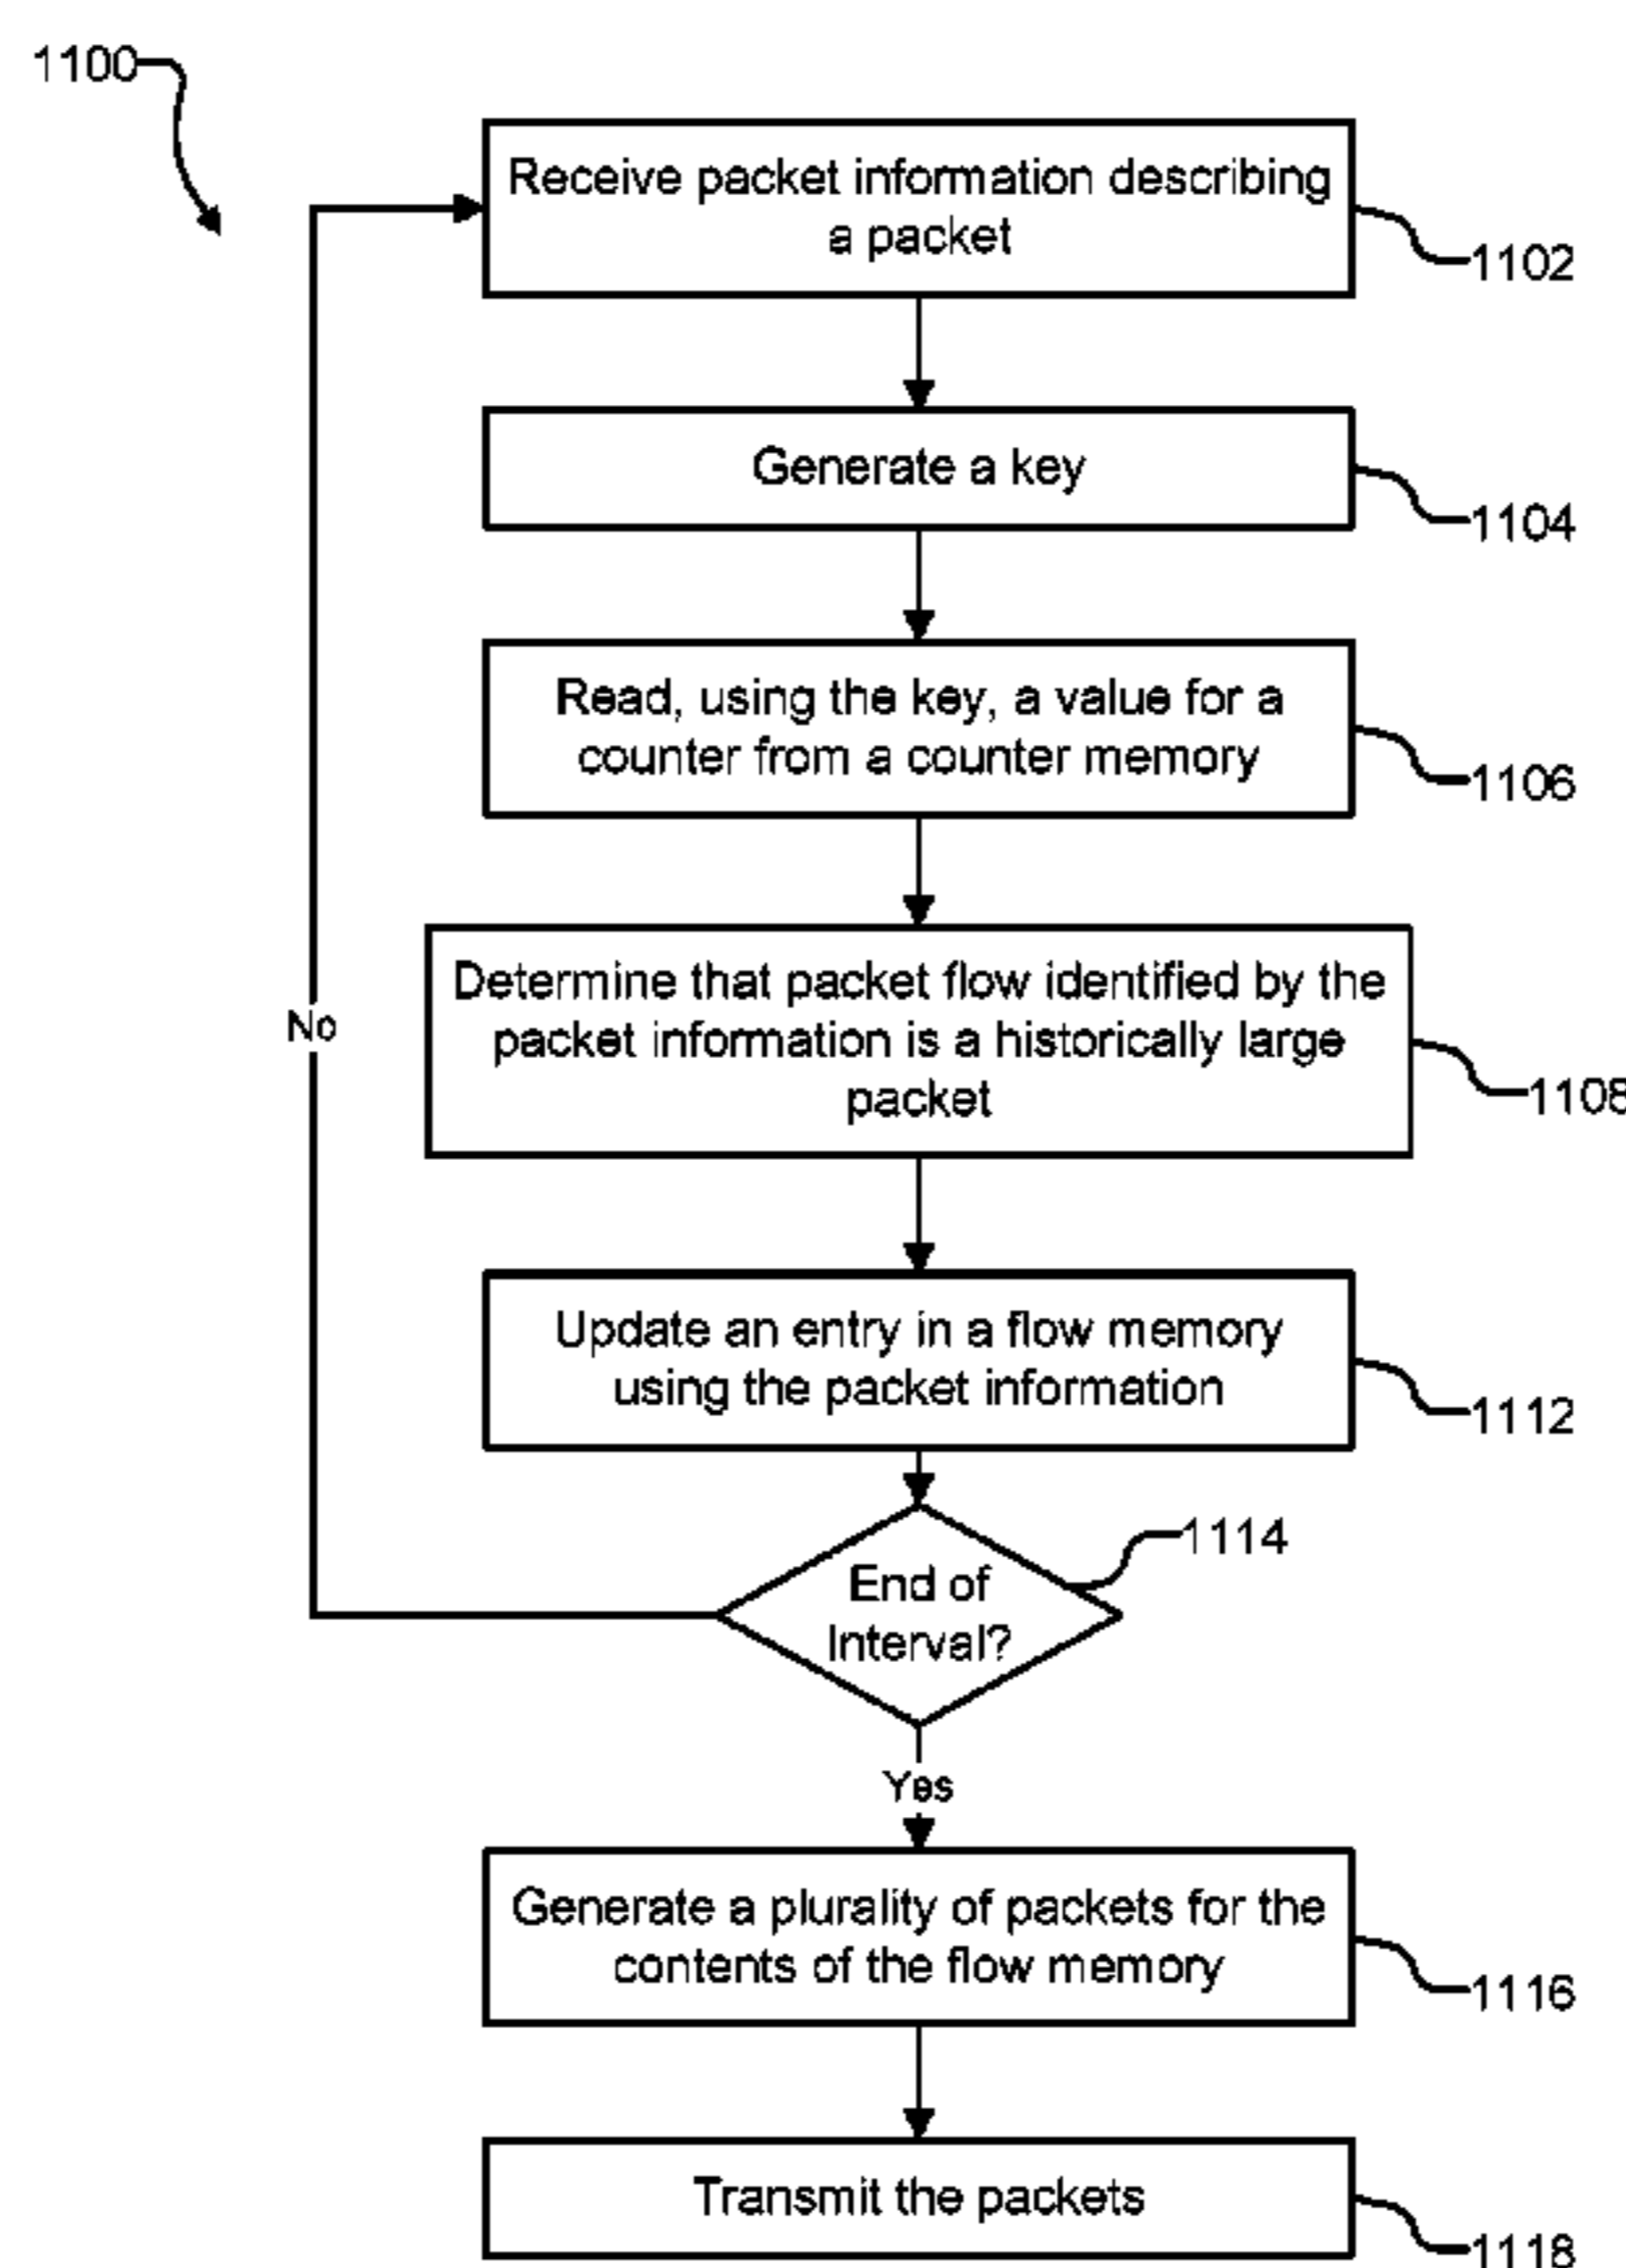 1100
Receive packet information describing
a packet
1102
Generate a key
1104
Read, using the key, a value for a
counter from a counter memory
1106
Determine that packet flow identified by the
packet information is a historically large
packet
1108
No
Update an entry in a flow memory
using the packet information
1112
1114
End of
Interval?
Yes
Generate a plurality of packets for the
contents of the flow memory
1116
Transmit the packets
1118